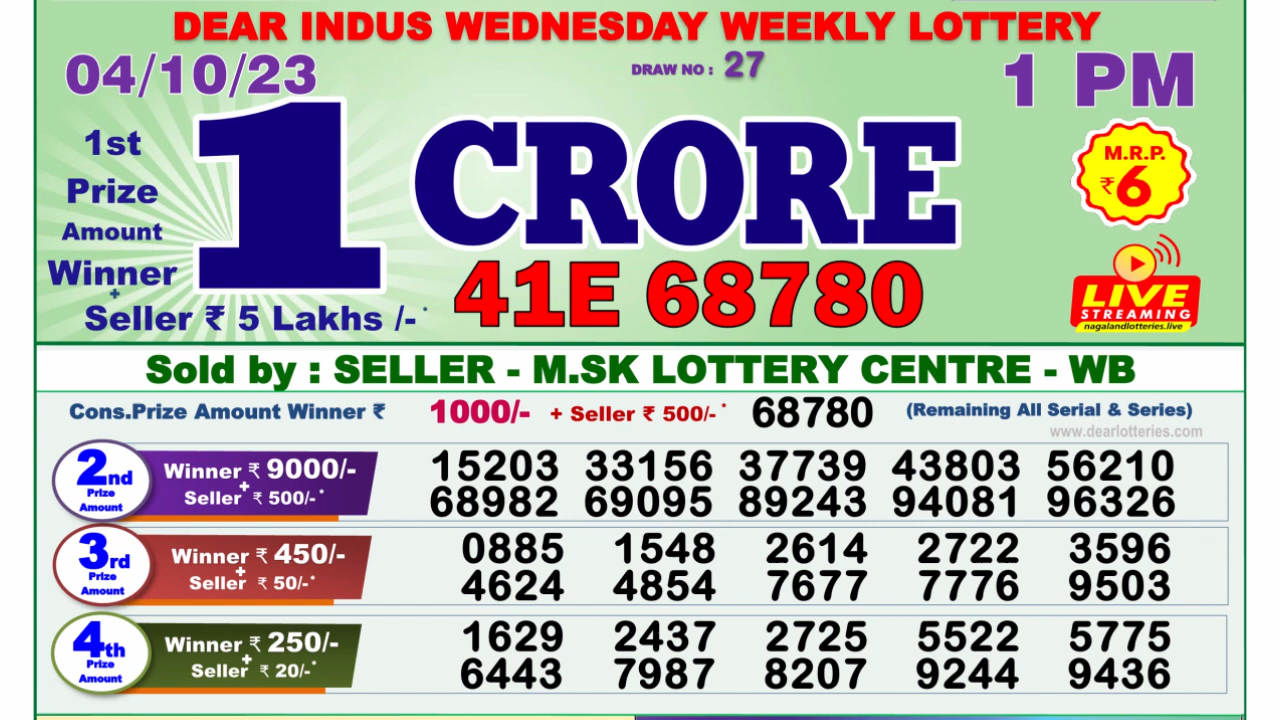 DEAR INDUS WEDNESDAY WEEKLY LOTTERY
04/10/23 DRAW NO : 27 1 PM
1st
Prize
Amount
Winner
+
Seller ₹ 5 Lakhs /-*
1 CRORE
41E 68780
M.R.P.
₹6
LIVE
STREAMING
nagalandlotteries.live
Sold by : SELLER - M.SK LOTTERY CENTRE - WB
Cons.Prize Amount Winner ₹ 1000/- + Seller ₹ 500/-* 68780 (Remaining All Serial & Series)
www.dearlotteries.com
2nd
Prize
Amount
Winner ₹ 9000/-
+
Seller ₹ 500/-*
15203 33156 37739 43803 56210
68982 69095 89243 94081 96326
3rd
Prize
Amount
Winner ₹ 450/-
+
Seller ₹ 50/-*
0885 1548 2614 2722 3596
4624 4854 7677 7776 9503
4th
Prize
Amount
Winner ₹ 250/-
+
Seller ₹ 20/-*
1629 2437 2725 5522 5775
6443 7987 8207 9244 9436